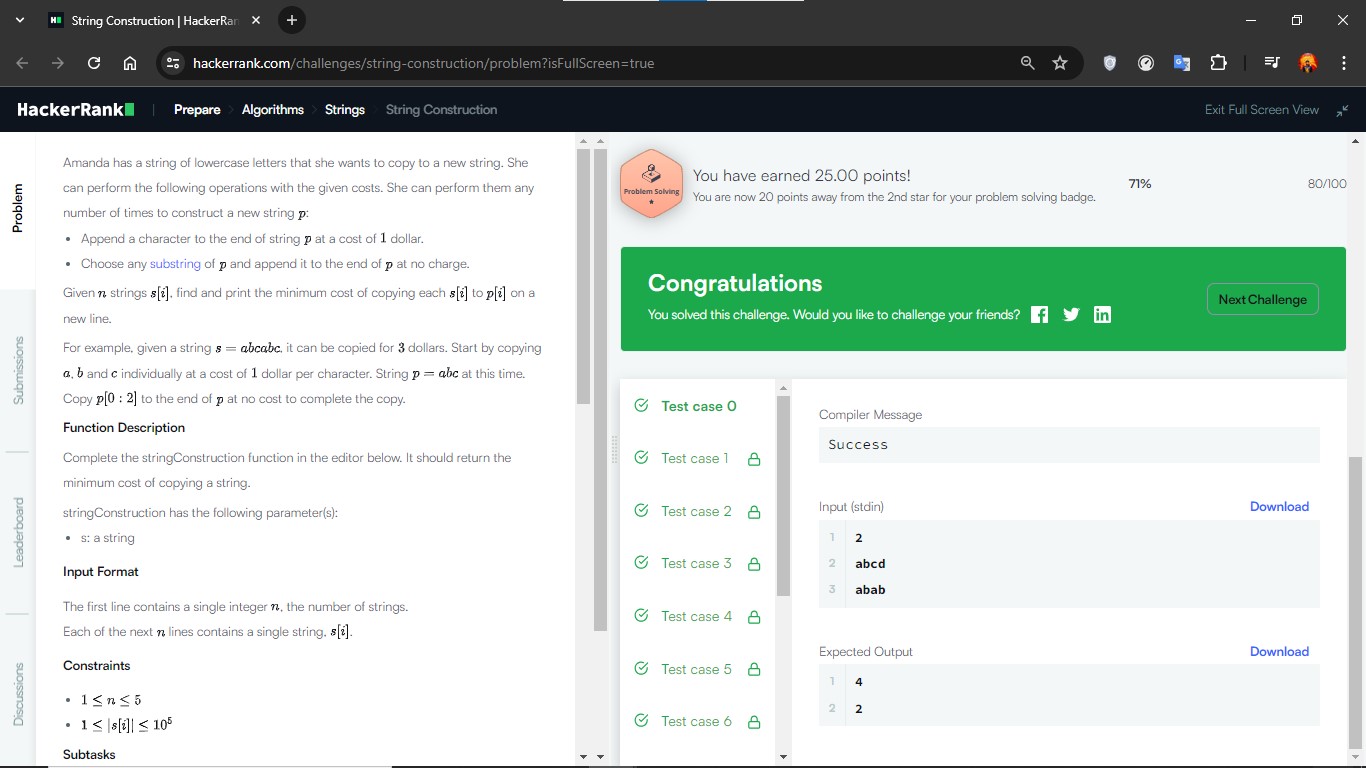 String Construction | HackerRan
hackerrank.com/challenges/string-construction/problem?isFullScreen=true
HackerRank
Prepare
Algorithms
Strings
String Construction
Exit Full Screen View
Problem
Submissions
Leaderboard
Discussions
Amanda has a string of lowercase letters that she wants to copy to a new string. She
can perform the following operations with the given costs. She can perform them any
number of times to construct a new string p:
• Append a character to the end of string p at a cost of 1 dollar.
• Choose any substring of p and append it to the end of p at no charge.
Given n strings s[i], find and print the minimum cost of copying each s[i] to p[i] on a
new line.
For example, given a string s = abcabc, it can be copied for 3 dollars. Start by copying
a, b and c individually at a cost of 1 dollar per character. String p = abc at this time.
Copy p[0 : 2] to the end of p at no cost to complete the copy.
Function Description
Complete the stringConstruction function in the editor below. It should return the
minimum cost of copying a string.
stringConstruction has the following parameter(s):
• s: a string
Input Format
The first line contains a single integer n, the number of strings.
Each of the next n lines contains a single string, s[i].
Constraints
• 1 ≤ n ≤ 5
• 1 ≤ |s[i]| ≤ 10⁵
Subtasks
Problem Solving
You have earned 25.00 points!
You are now 20 points away from the 2nd star for your problem solving badge.
71%
80/100
Congratulations
You solved this challenge. Would you like to challenge your friends?
Next Challenge
Test case 0
Test case 1
Test case 2
Test case 3
Test case 4
Test case 5
Test case 6
Compiler Message
Success
Input (stdin)
Download
1 2
2 abcd
3 abab
Expected Output
Download
1 4
2 2